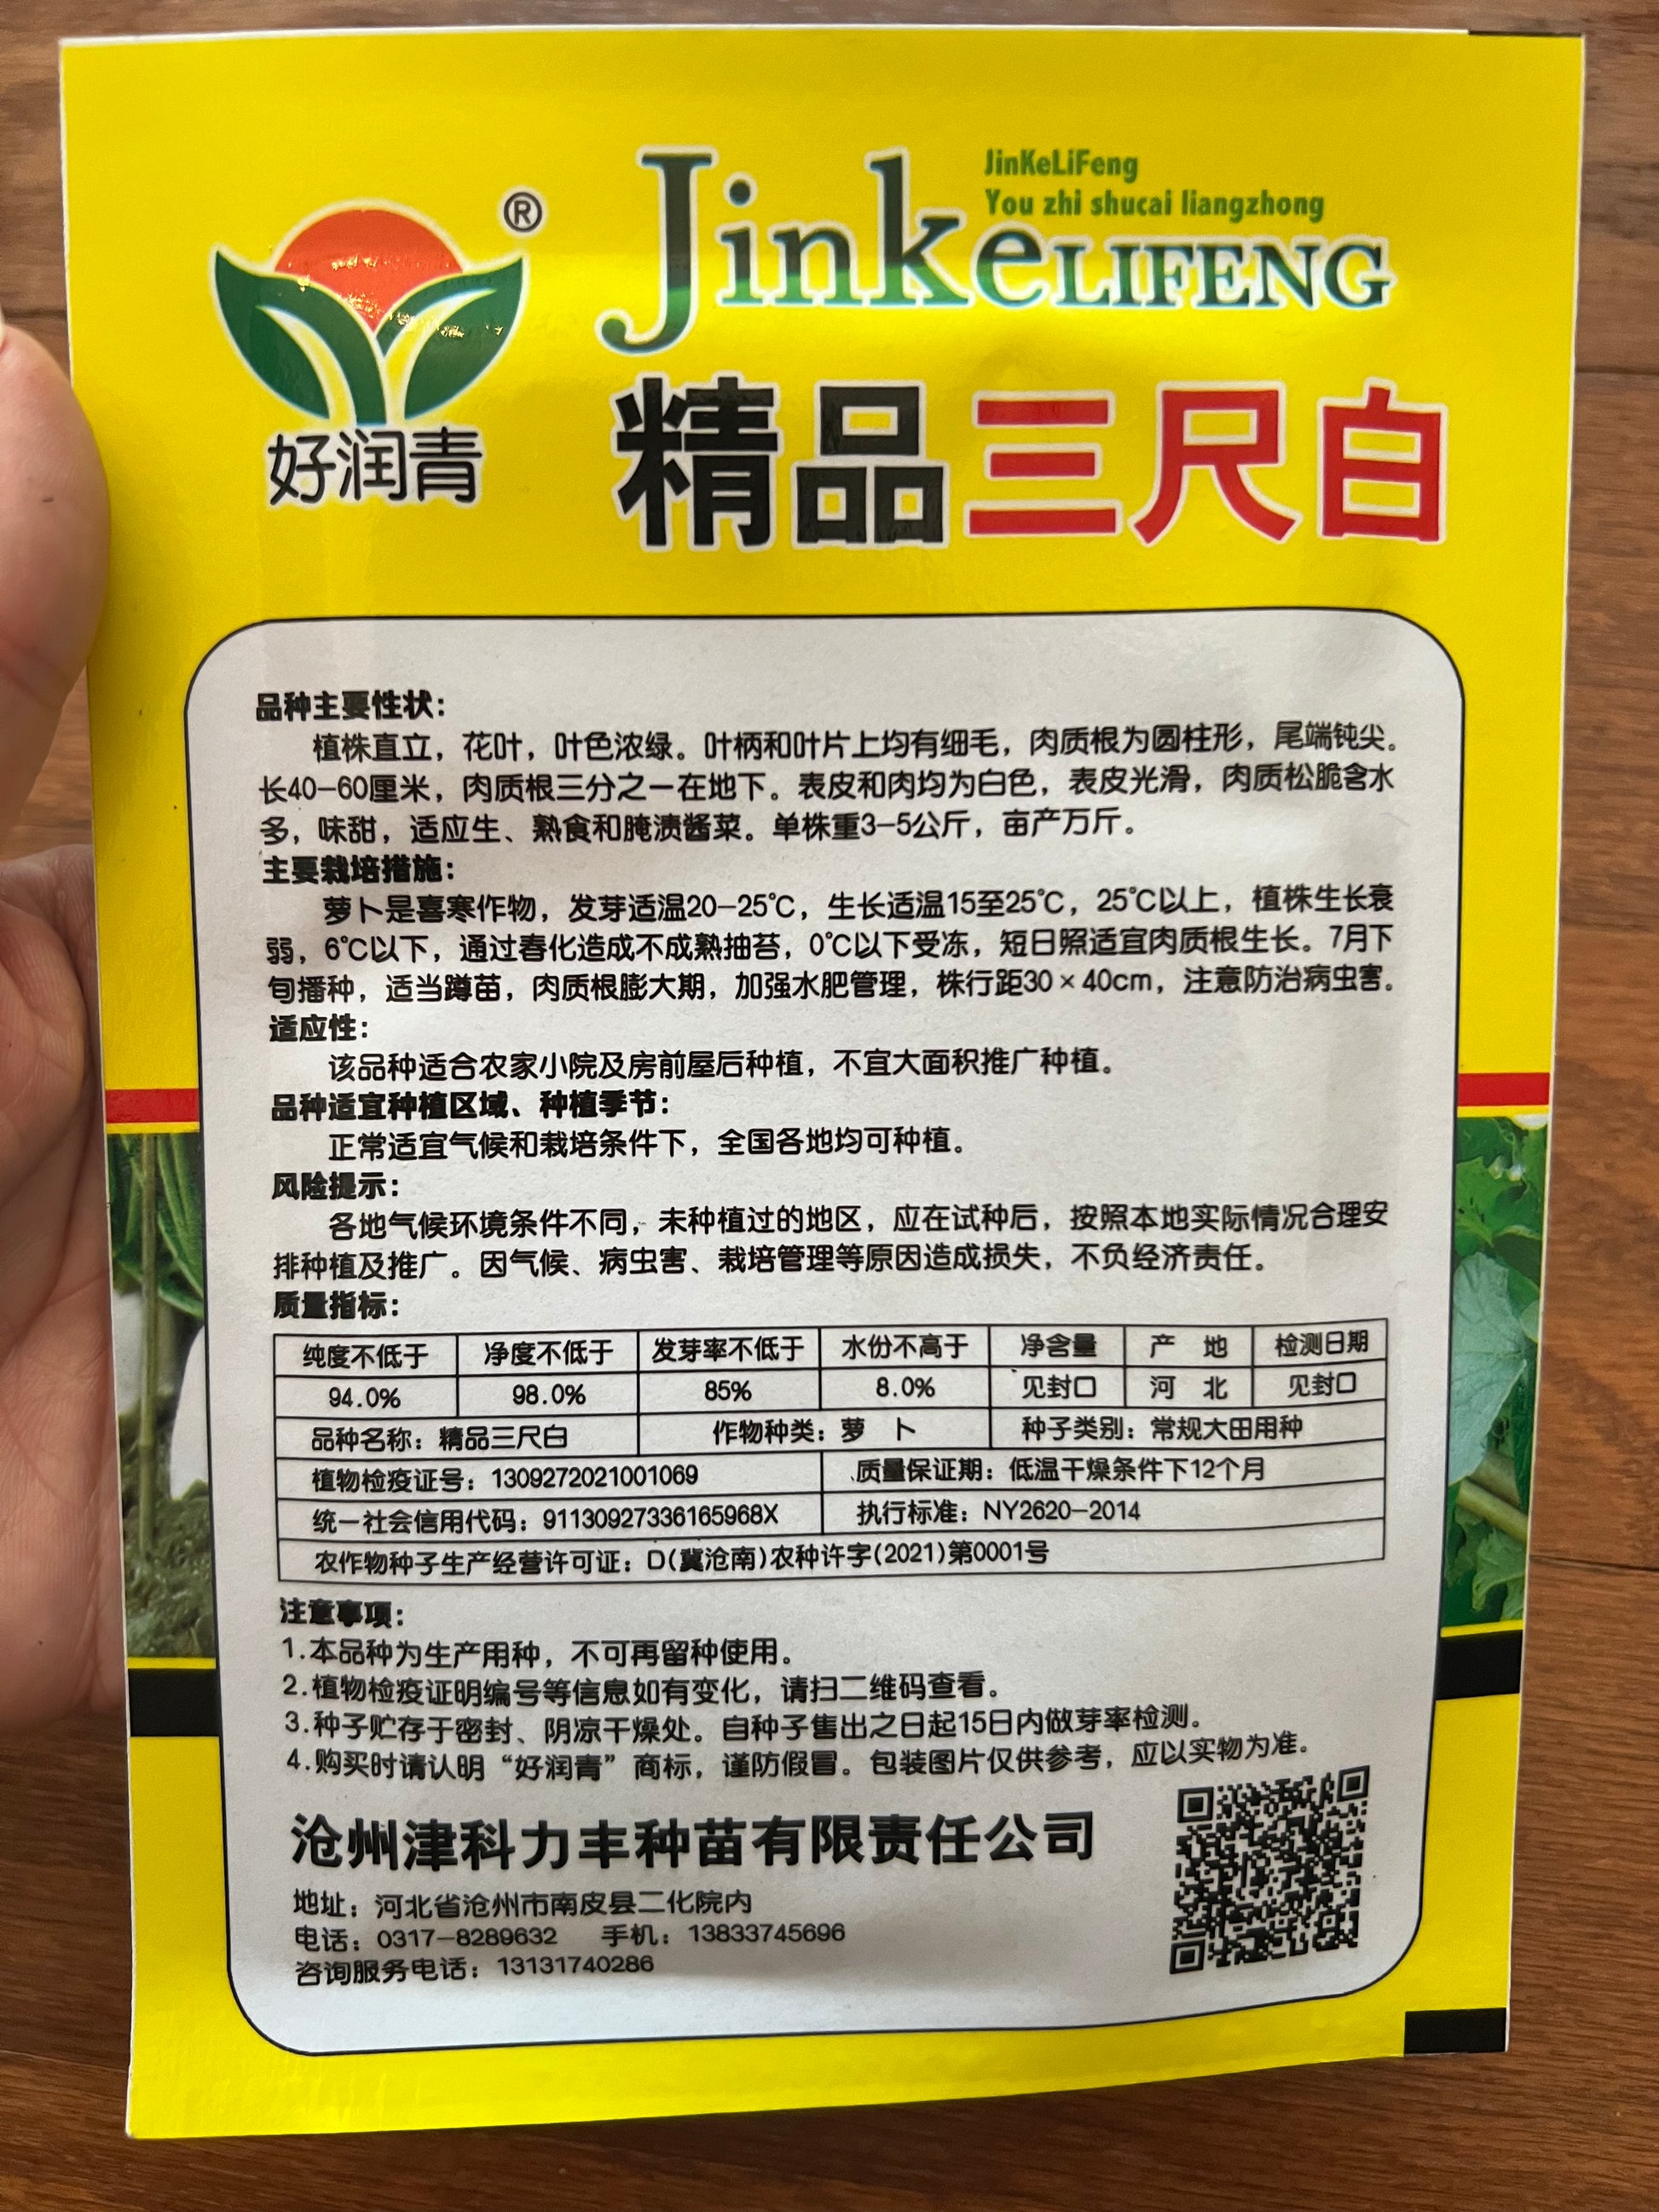 JinKeLiFeng
You zhi shucai liangzhong
JinkeLIFENG
®
好润青
精品三尺白
品种主要性状：
植株直立，花叶，叶色浓绿。叶柄和叶片上均有细毛，肉质根为圆柱形，尾端钝尖。
长40-60厘米，肉质根三分之一在地下。表皮和肉均为白色，表皮光滑，肉质松脆含水
多，味甜，适应生、熟食和腌渍酱菜。单株重3-5公斤，亩产万斤。
主要栽培措施：
萝卜是喜寒作物，发芽适温20-25℃，生长适温15至25℃，25℃以上，植株生长衰
弱，6℃以下，通过春化造成不成熟抽苔，0℃以下受冻，短日照适宜肉质根生长。7月下
旬播种，适当蹲苗，肉质根膨大期，加强水肥管理，株行距30×40cm，注意防治病虫害。
适应性：
该品种适合农家小院及房前屋后种植，不宜大面积推广种植。
品种适宜种植区域、种植季节：
正常适宜气候和栽培条件下，全国各地均可种植。
风险提示：
各地气候环境条件不同，未种植过的地区，应在试种后，按照本地实际情况合理安
排种植及推广。因气候、病虫害、栽培管理等原因造成损失，不负经济责任。
质量指标：
纯度不低于 净度不低于 发芽率不低于 水份不高于 净含量 产 地 检测日期
94.0% 98.0% 85% 8.0% 见封口 河 北 见封口
品种名称：精品三尺白 作物种类：萝 卜 种子类别：常规大田用种
植物检疫证号：1309272021001069 质量保证期：低温干燥条件下12个月
统一社会信用代码：91130927336165968X 执行标准：NY2620-2014
农作物种子生产经营许可证：D(冀沧南)农种许字(2021)第0001号
注意事项：
1.本品种为生产用种，不可再留种使用。
2.植物检疫证明编号等信息如有变化，请扫二维码查看。
3.种子贮存于密封、阴凉干燥处。自种子售出之日起15日内做芽率检测。
4.购买时请认明“好润青”商标，谨防假冒。包装图片仅供参考，应以实物为准。
沧州津科力丰种苗有限责任公司
地址：河北省沧州市南皮县二化院内
电话：0317-8289632 手机：13833745696
咨询服务电话：13131740286